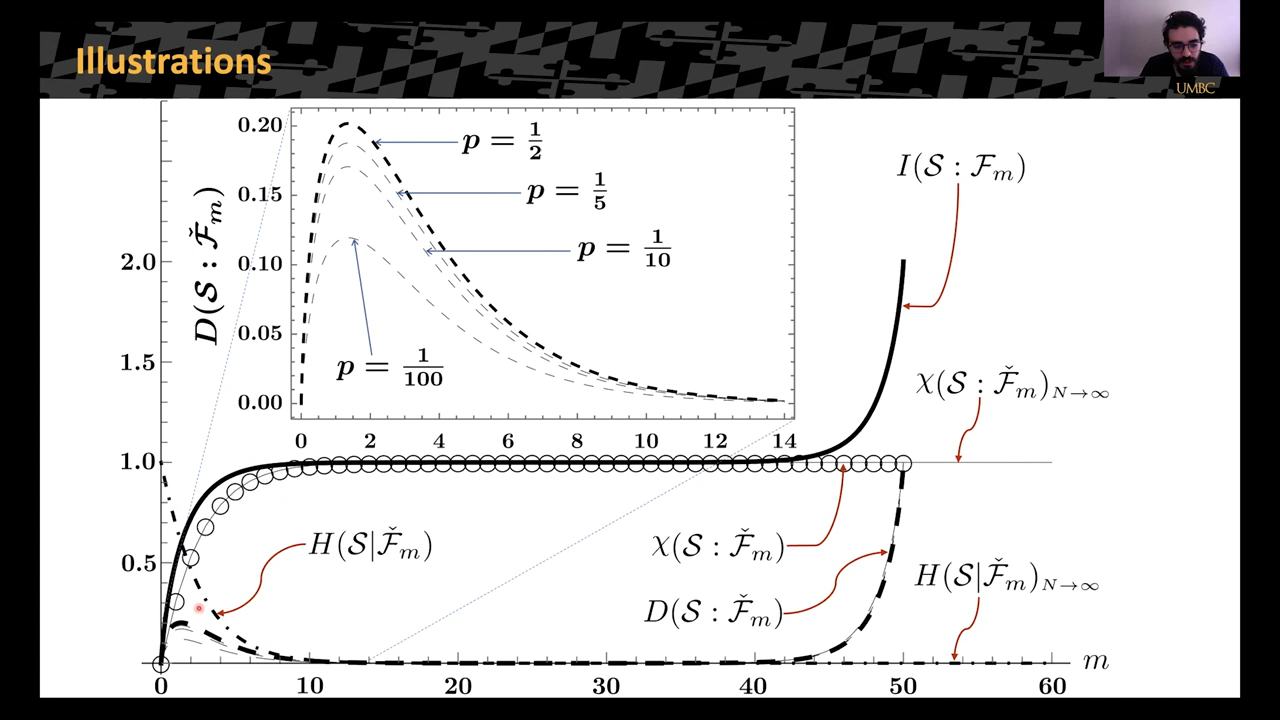 Illustrations
UMBC
D(𝒮 : ℱ̌ₘ)
0.20
0.15
0.10
0.05
0.00
p = 1/2
p = 1/5
p = 1/10
p = 1/100
0 2 4 6 8 10 12 14
I(𝒮 : ℱₘ)
2.0
1.5
1.0
0.5
χ(𝒮 : ℱ̌ₘ)N→∞
H(𝒮|ℱ̌ₘ)
χ(𝒮 : ℱ̌ₘ)
D(𝒮 : ℱ̌ₘ)
H(𝒮|ℱ̌ₘ)N→∞
m
0 10 20 30 40 50 60